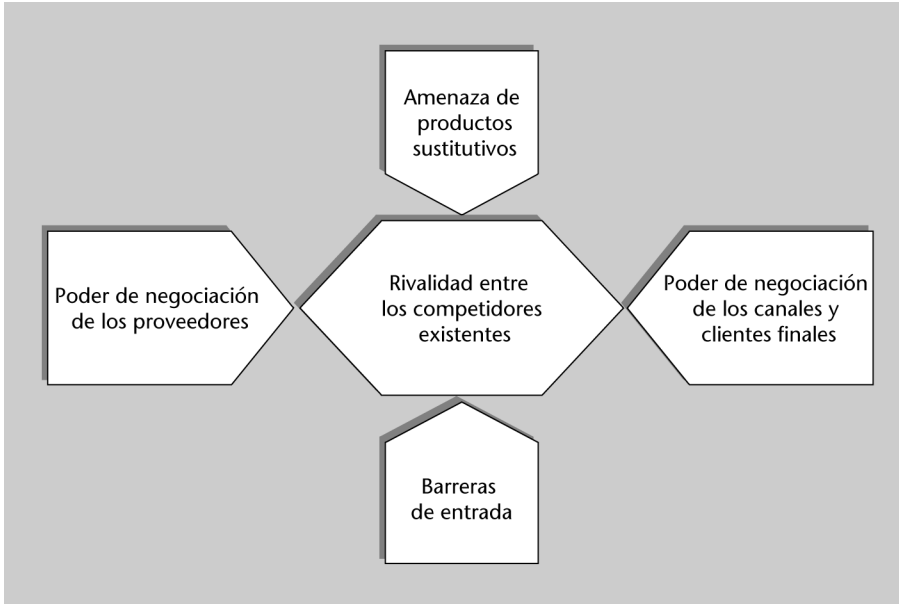 Amenaza de
productos
sustitutivos
Poder de negociación
de los proveedores
Rivalidad entre
los competidores
existentes
Poder de negociación
de los canales y
clientes finales
Barreras
de entrada